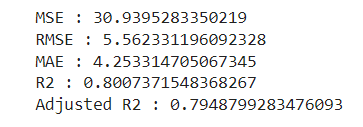 MSE : 30.9395283350219
RMSE : 5.562331196092328
MAE : 4.253314705067345
R2 : 0.8007371548368267
Adjusted R2 : 0.7948799283476093